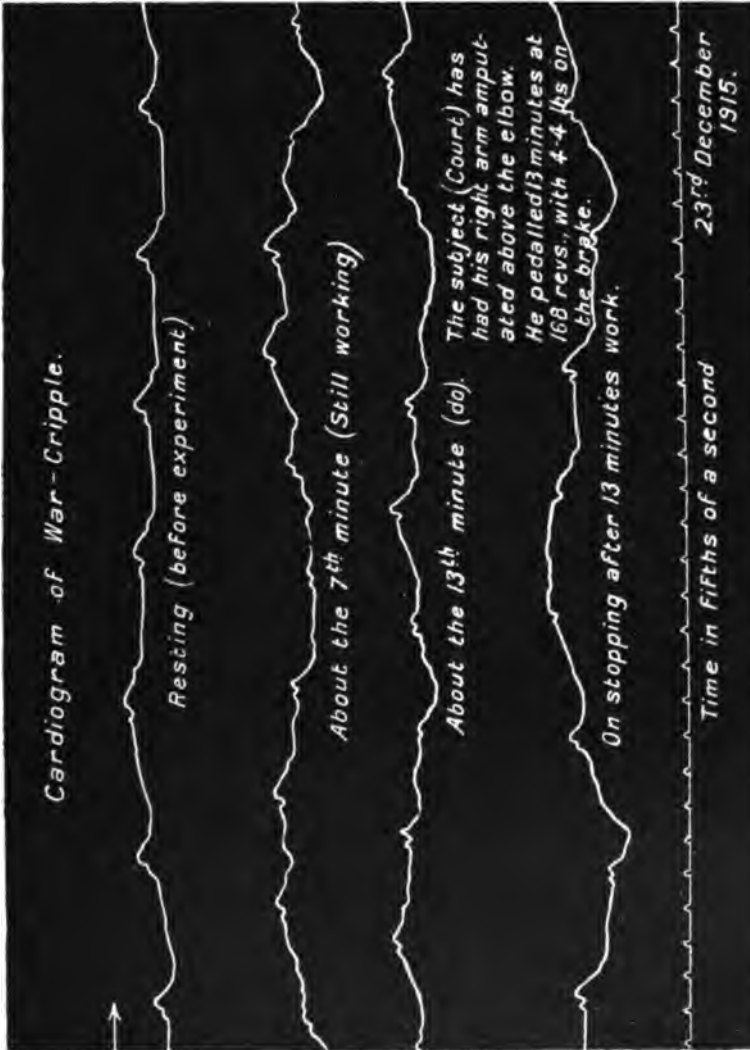 Cardiogram of War-Cripple.
Resting (before experiment)
About the 7th minute (Still working)
About the 13th minute (do).
The subject (Court) has
had his right arm amput-
ated above the elbow.
He pedalled 13 minutes at
168 revs., with 4·4 ks on
the brake.
On stopping after 13 minutes work.
Time in fifths of a second
23rd December
1915.